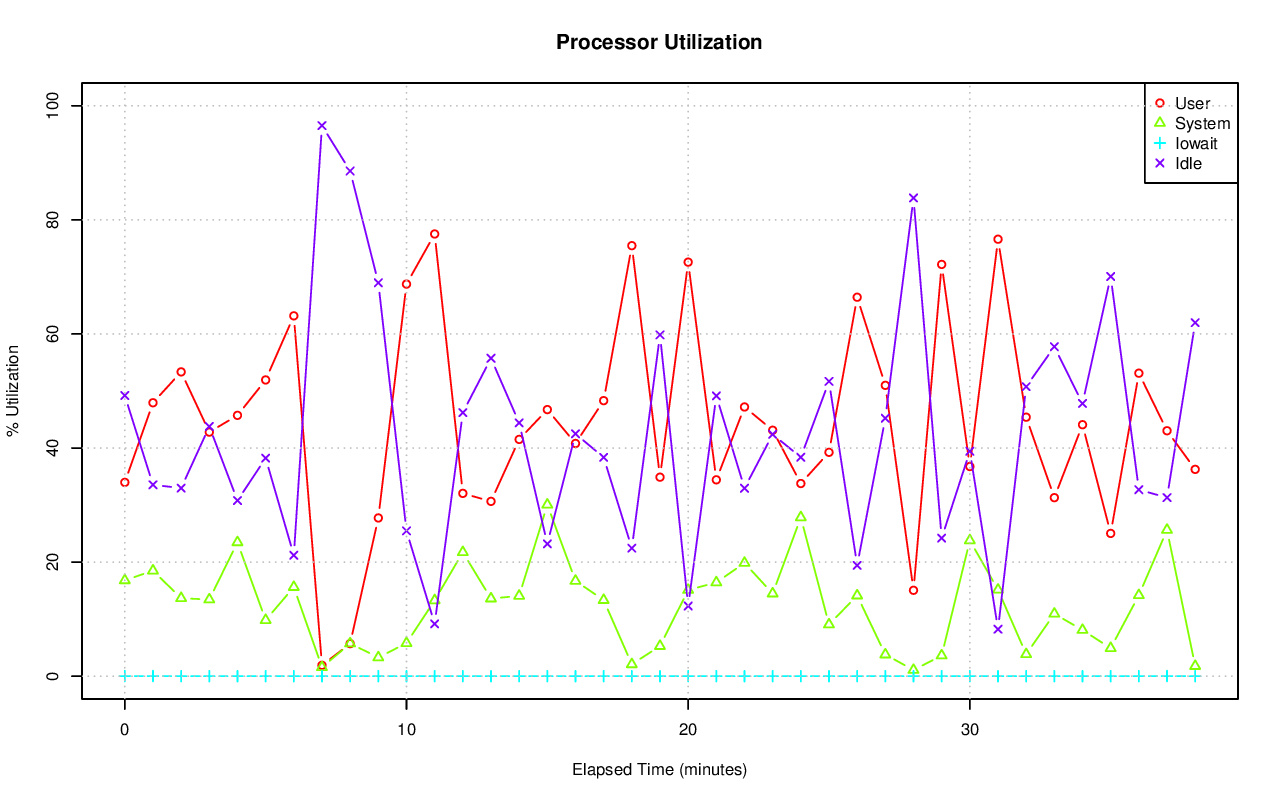 Processor Utilization
100
80
60
40
20
0
% Utilization
User
System
Iowait
Idle
0 10 20 30
Elapsed Time (minutes)